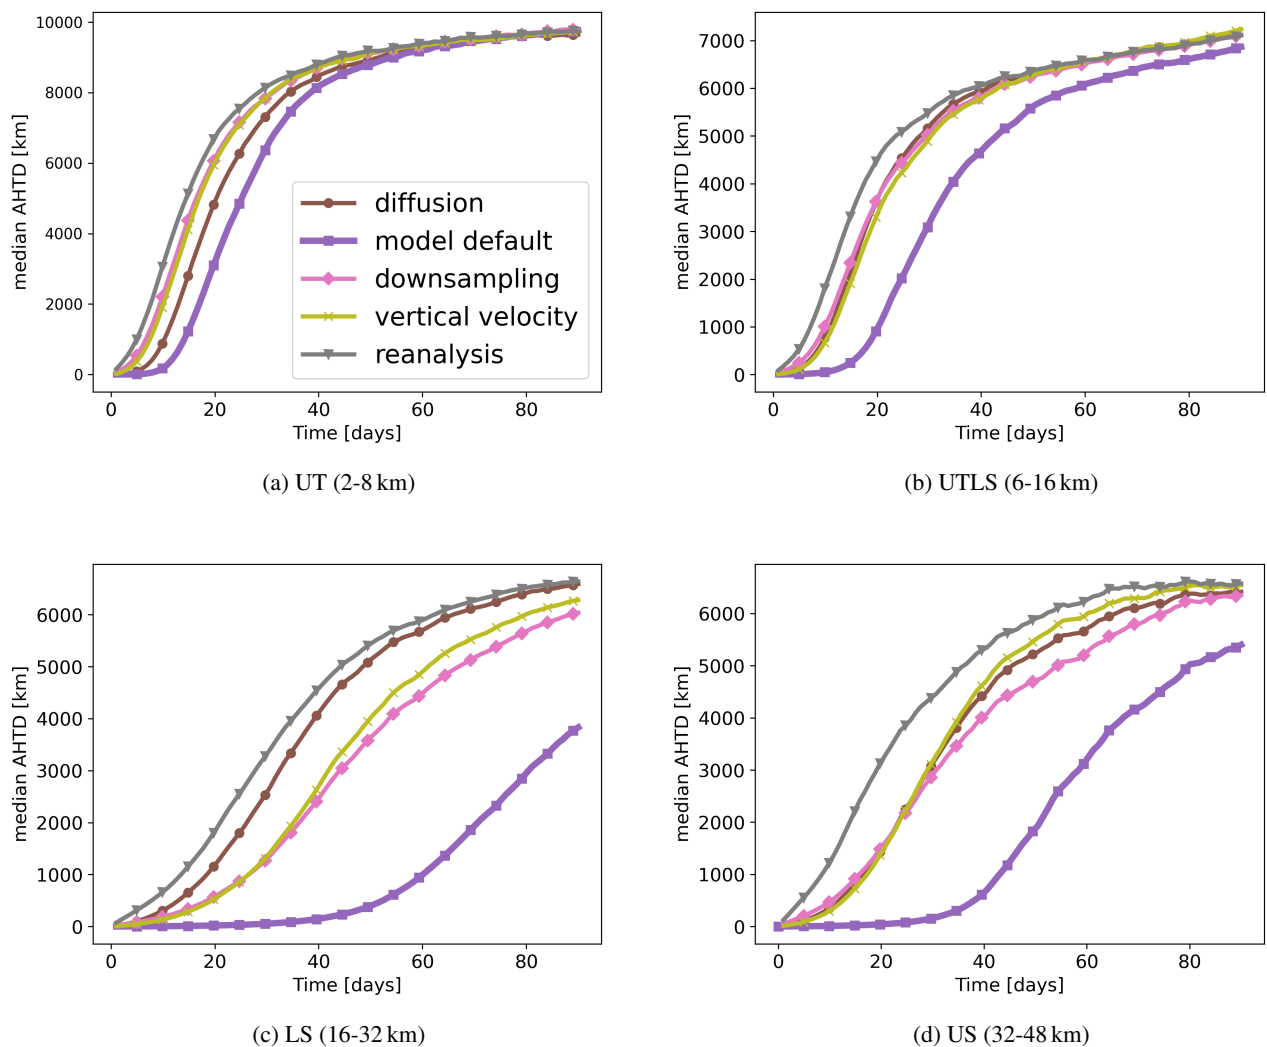 10000
8000
6000
4000
2000
0
median AHTD [km]
0 20 40 60 80
Time [days]
diffusion
model default
downsampling
vertical velocity
reanalysis
(a) UT (2-8 km)
7000
6000
5000
4000
3000
2000
1000
0
median AHTD [km]
0 20 40 60 80
Time [days]
(b) UTLS (6-16 km)
6000
5000
4000
3000
2000
1000
0
median AHTD [km]
0 20 40 60 80
Time [days]
(c) LS (16-32 km)
6000
5000
4000
3000
2000
1000
0
median AHTD [km]
0 20 40 60 80
Time [days]
(d) US (32-48 km)